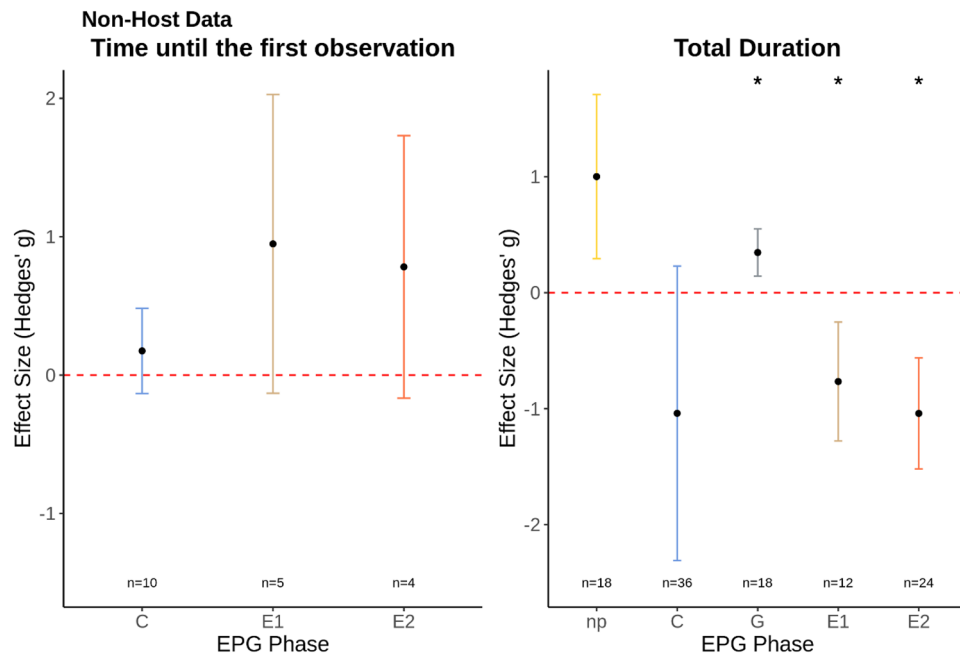 Non-Host Data
Time until the first observation
Effect Size (Hedges' g)
2
1
0
-1
n=10 n=5 n=4
C E1 E2
EPG Phase
Total Duration
* * *
Effect Size (Hedges' g)
1
0
-1
-2
n=18 n=36 n=18 n=12 n=24
np C G E1 E2
EPG Phase